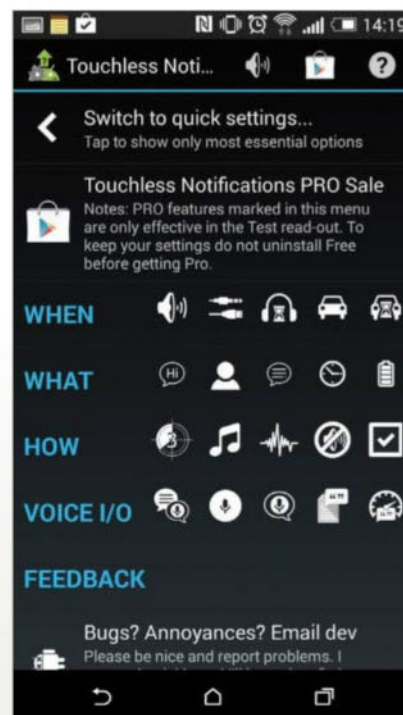 14:19
Touchless Noti...
Switch to quick settings...
Tap to show only most essential options
Touchless Notifications PRO Sale
Notes: PRO features marked in this menu
are only effective in the Test read-out. To
keep your settings do not uninstall Free
before getting Pro.
WHEN
WHAT
Hi
HOW
3
VOICE I/O
FEEDBACK
Bugs? Annoyances? Email dev
Please be nice and report problems. I